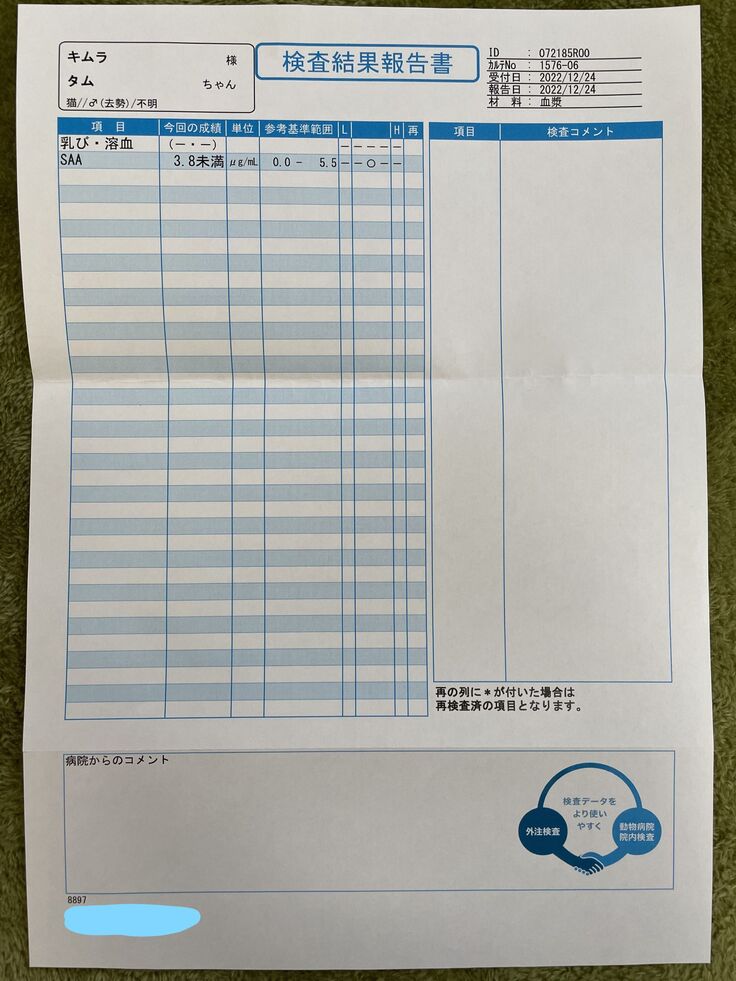 キムラ 様
タム ちゃん
猫//♂(去勢)/不明
検査結果報告書
ID : 072185R00
ｶﾙﾃNo : 1576-06
受付日 : 2022/12/24
報告日 : 2022/12/24
材 料 : 血漿
項 目 今回の成績 単位 参考基準範囲 L H 再
乳び・溶血 (－・－) －－－－－
SAA 3.8未満 μg/mL 0.0 － 5.5 －－○－－
項目 検査コメント
再の列に＊が付いた場合は
再検査済の項目となります。
病院からのコメント
検査データを
より使い
やすく
外注検査
動物病院
院内検査
8897